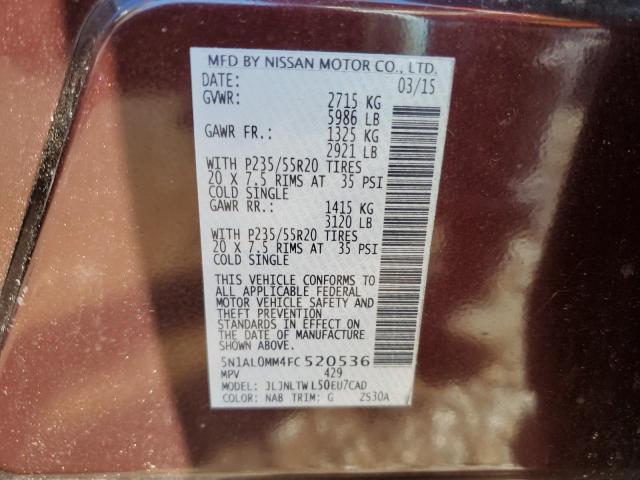 MFD BY NISSAN MOTOR CO., LTD.
DATE: 03/15
GVWR: 2715 KG
5986 LB
GAWR FR.: 1325 KG
2921 LB
WITH P235/55R20 TIRES
20 X 7.5 RIMS AT 35 PSI
COLD SINGLE
GAWR RR.: 1415 KG
3120 LB
WITH P235/55R20 TIRES
20 X 7.5 RIMS AT 35 PSI
COLD SINGLE
THIS VEHICLE CONFORMS TO
ALL APPLICABLE FEDERAL
MOTOR VEHICLE SAFETY AND
AND THEFT PREVENTION
STANDARDS IN EFFECT ON
THE DATE OF MANUFACTURE
SHOWN ABOVE.
5N1AL0MM4FC520536
MPV 429
MODEL: JLJNLTWL50EU7CAD
COLOR: NAB TRIM: G ZS30A